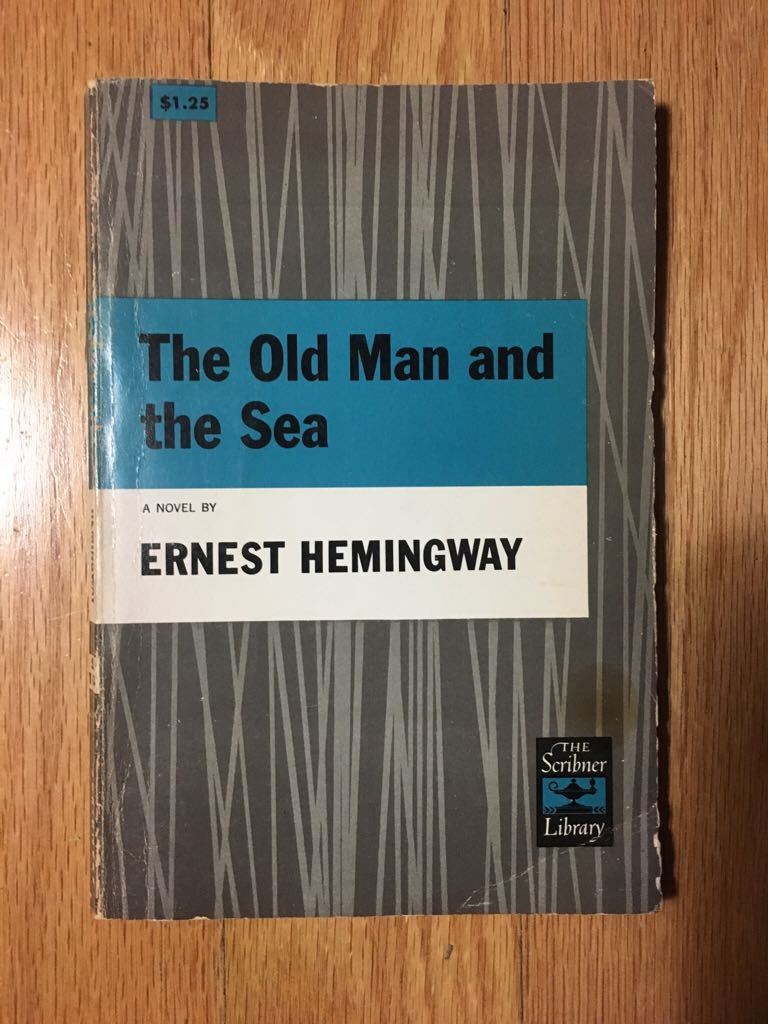 $1.25
The Old Man and
the Sea
A NOVEL BY
ERNEST HEMINGWAY
THE
Scribner
Library